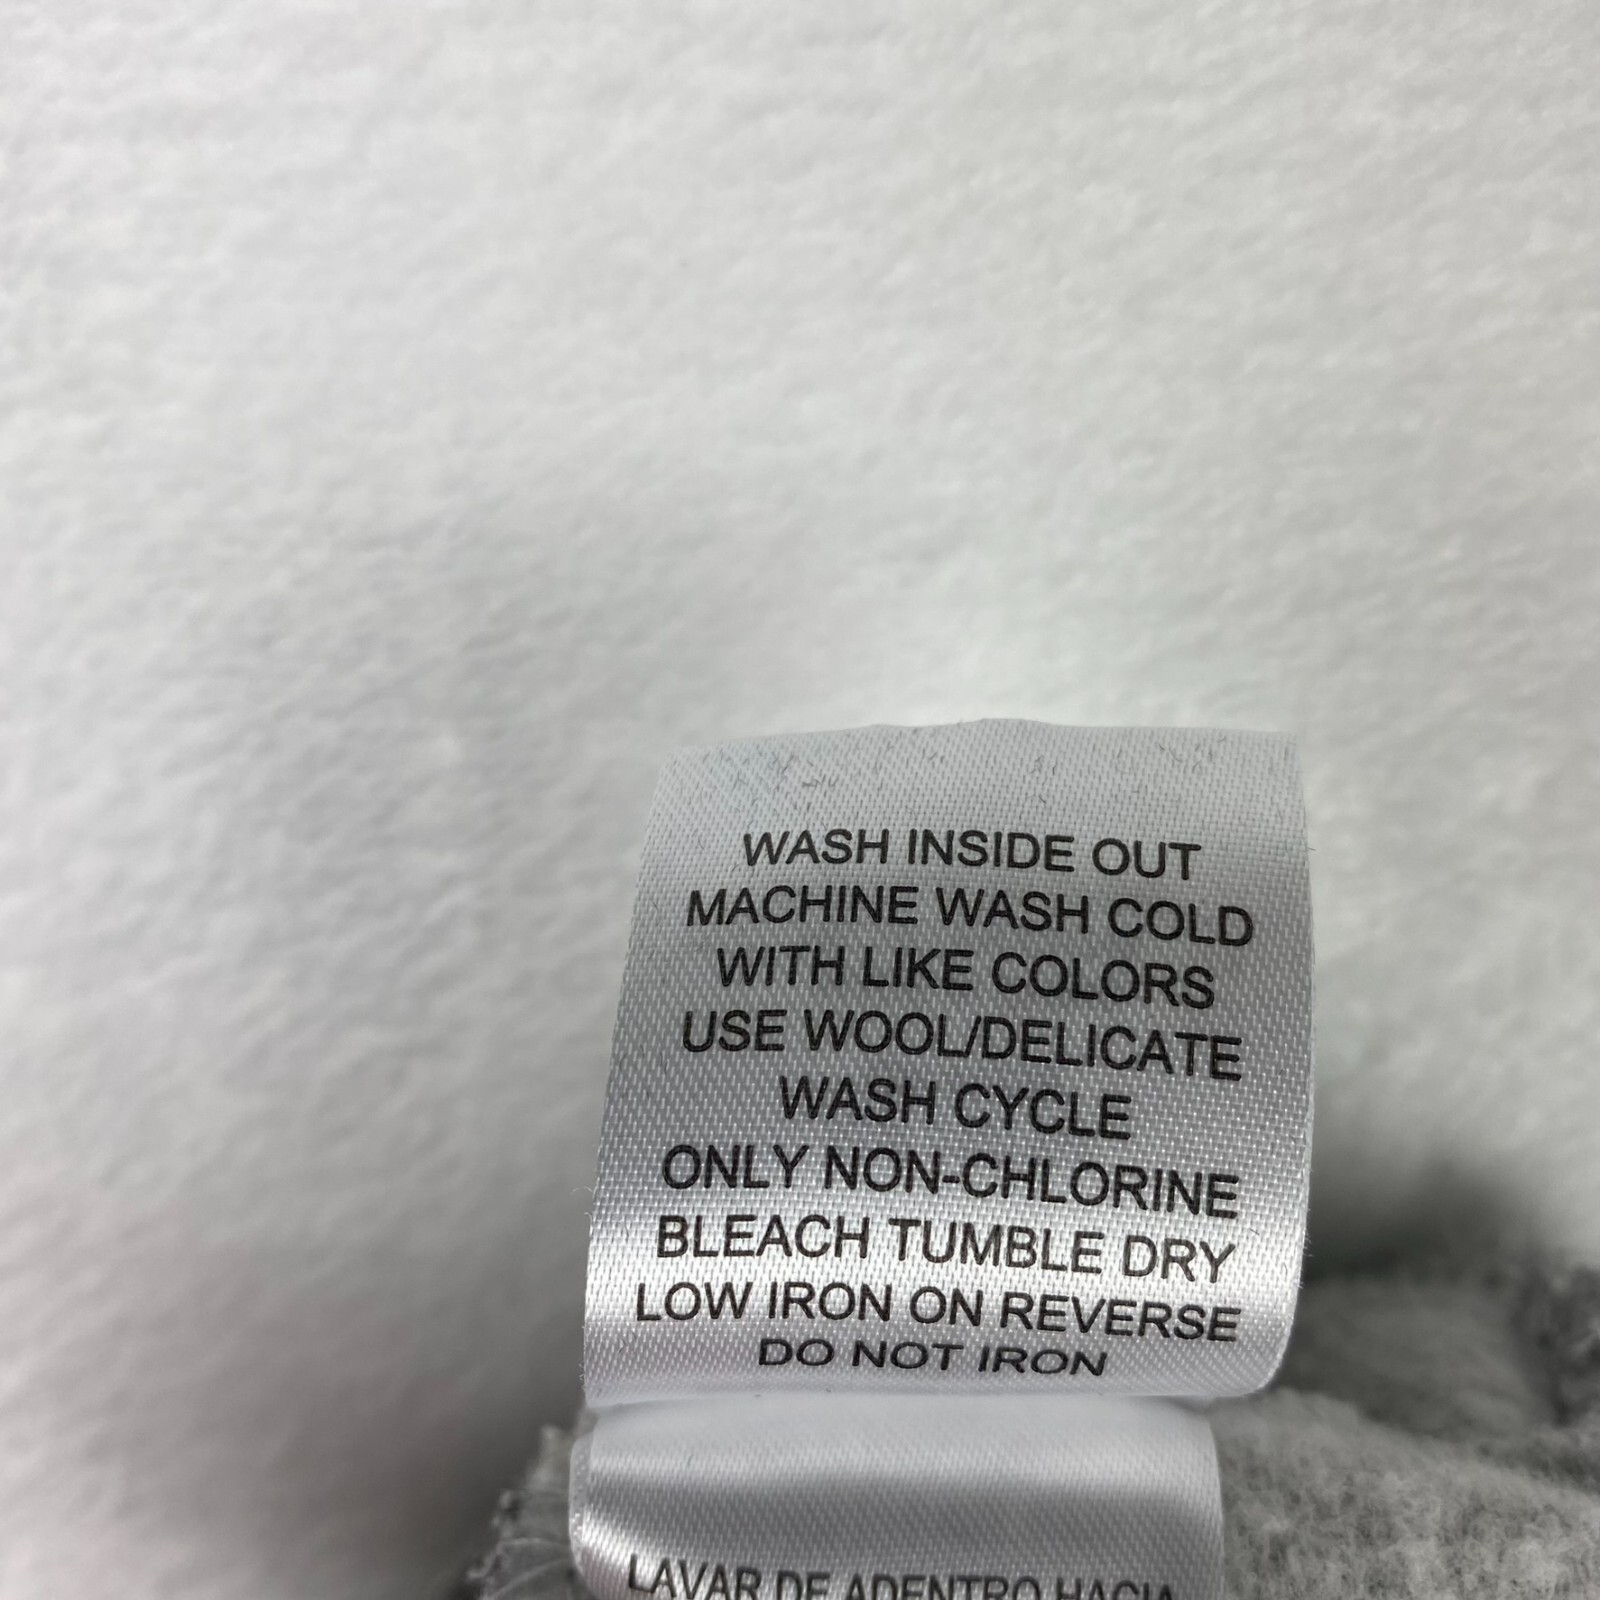 WASH INSIDE OUT
MACHINE WASH COLD
WITH LIKE COLORS
USE WOOL/DELICATE
WASH CYCLE
ONLY NON-CHLORINE
BLEACH TUMBLE DRY
LOW IRON ON REVERSE
DO NOT IRON
LAVAR DE ADENTRO HACIA